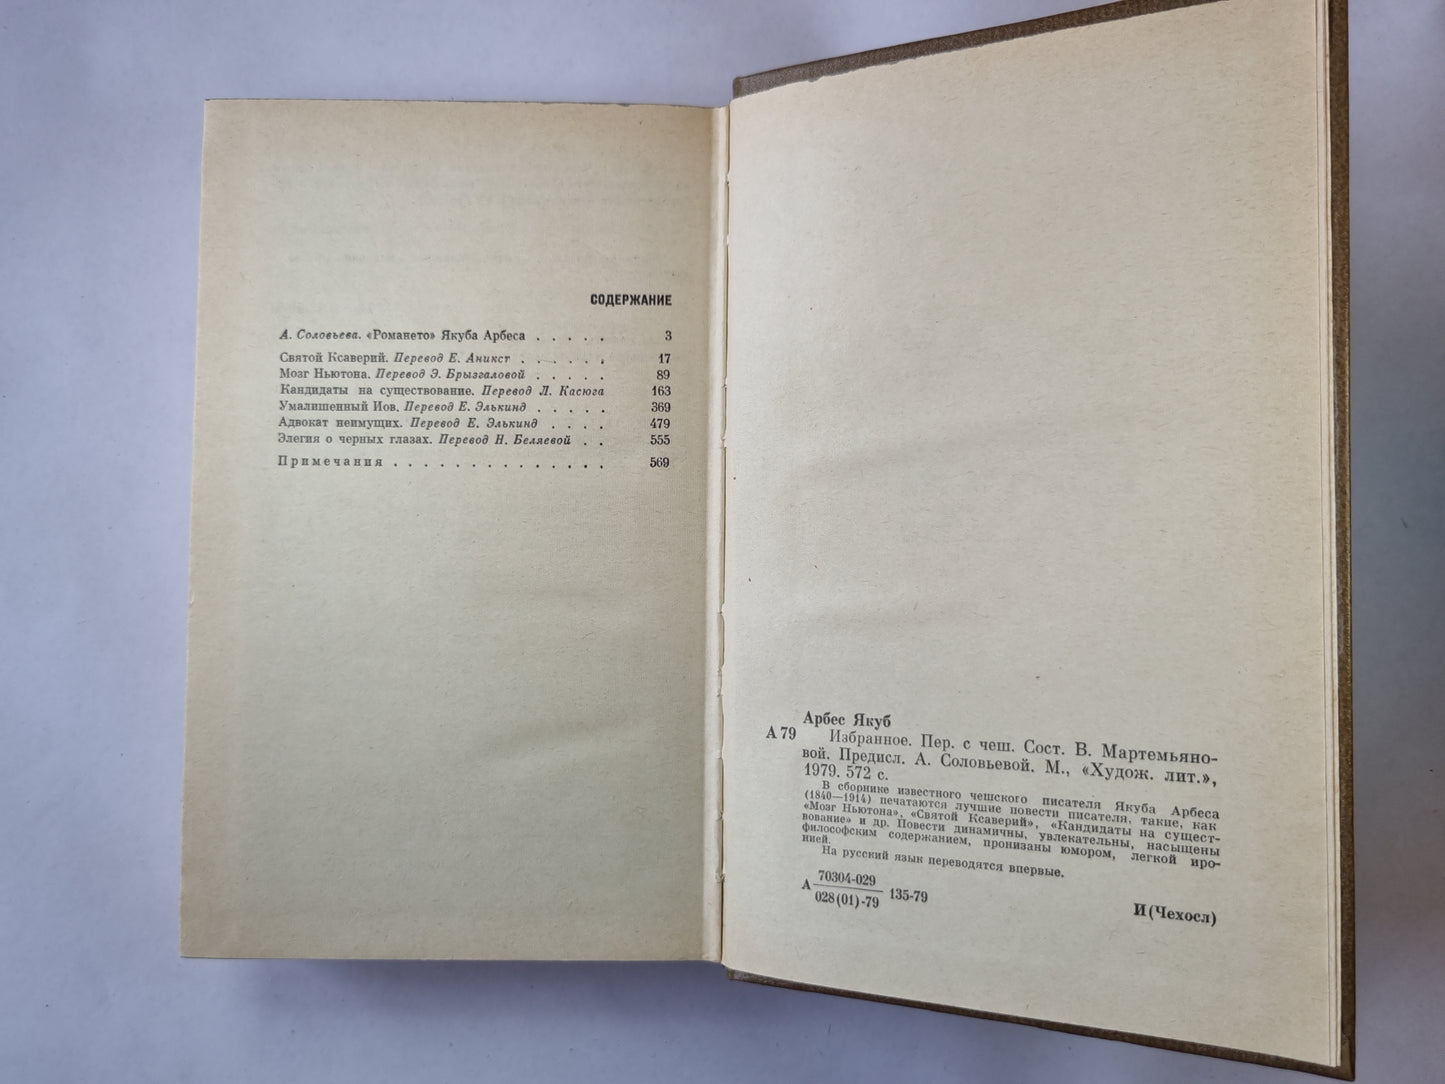 СОДЕРЖАНИЕ
А. Соловьева. «Романето» Якуба Арбеса . . . . . 3
Святой Ксаверий. Перевод Е. Аникст . . . . . . 17
Мозг Ньютона. Перевод Э. Брызгаловой . . . . . 89
Кандидаты на существование. Перевод Л. Касюга 163
Умалишенный Иов. Перевод Е. Элькинд . . . . . 369
Адвокат неимущих. Перевод Е. Элькинд . . . . 479
Элегия о черных глазах. Перевод Н. Беляевой . . 555
Примечания . . . . . . . . . . . . . . 569
Арбес Якуб
А 79 Избранное. Пер. с чеш. Сост. В. Мартемьяно-
вой. Предисл. А. Соловьевой. М., «Худож. лит.»,
1979. 572 с.
В сборнике известного чешского писателя Якуба Арбеса
(1840—1914) печатаются лучшие повести писателя, такие, как
«Мозг Ньютона», «Святой Ксаверий», «Кандидаты на сущест-
вование» и др. Повести динамичны, увлекательны, насыщены
философским содержанием, пронизаны юмором, легкой иро-
нией.
На русский язык переводятся впервые.
А 70304-029
028(01)-79 135-79
И(Чехосл)